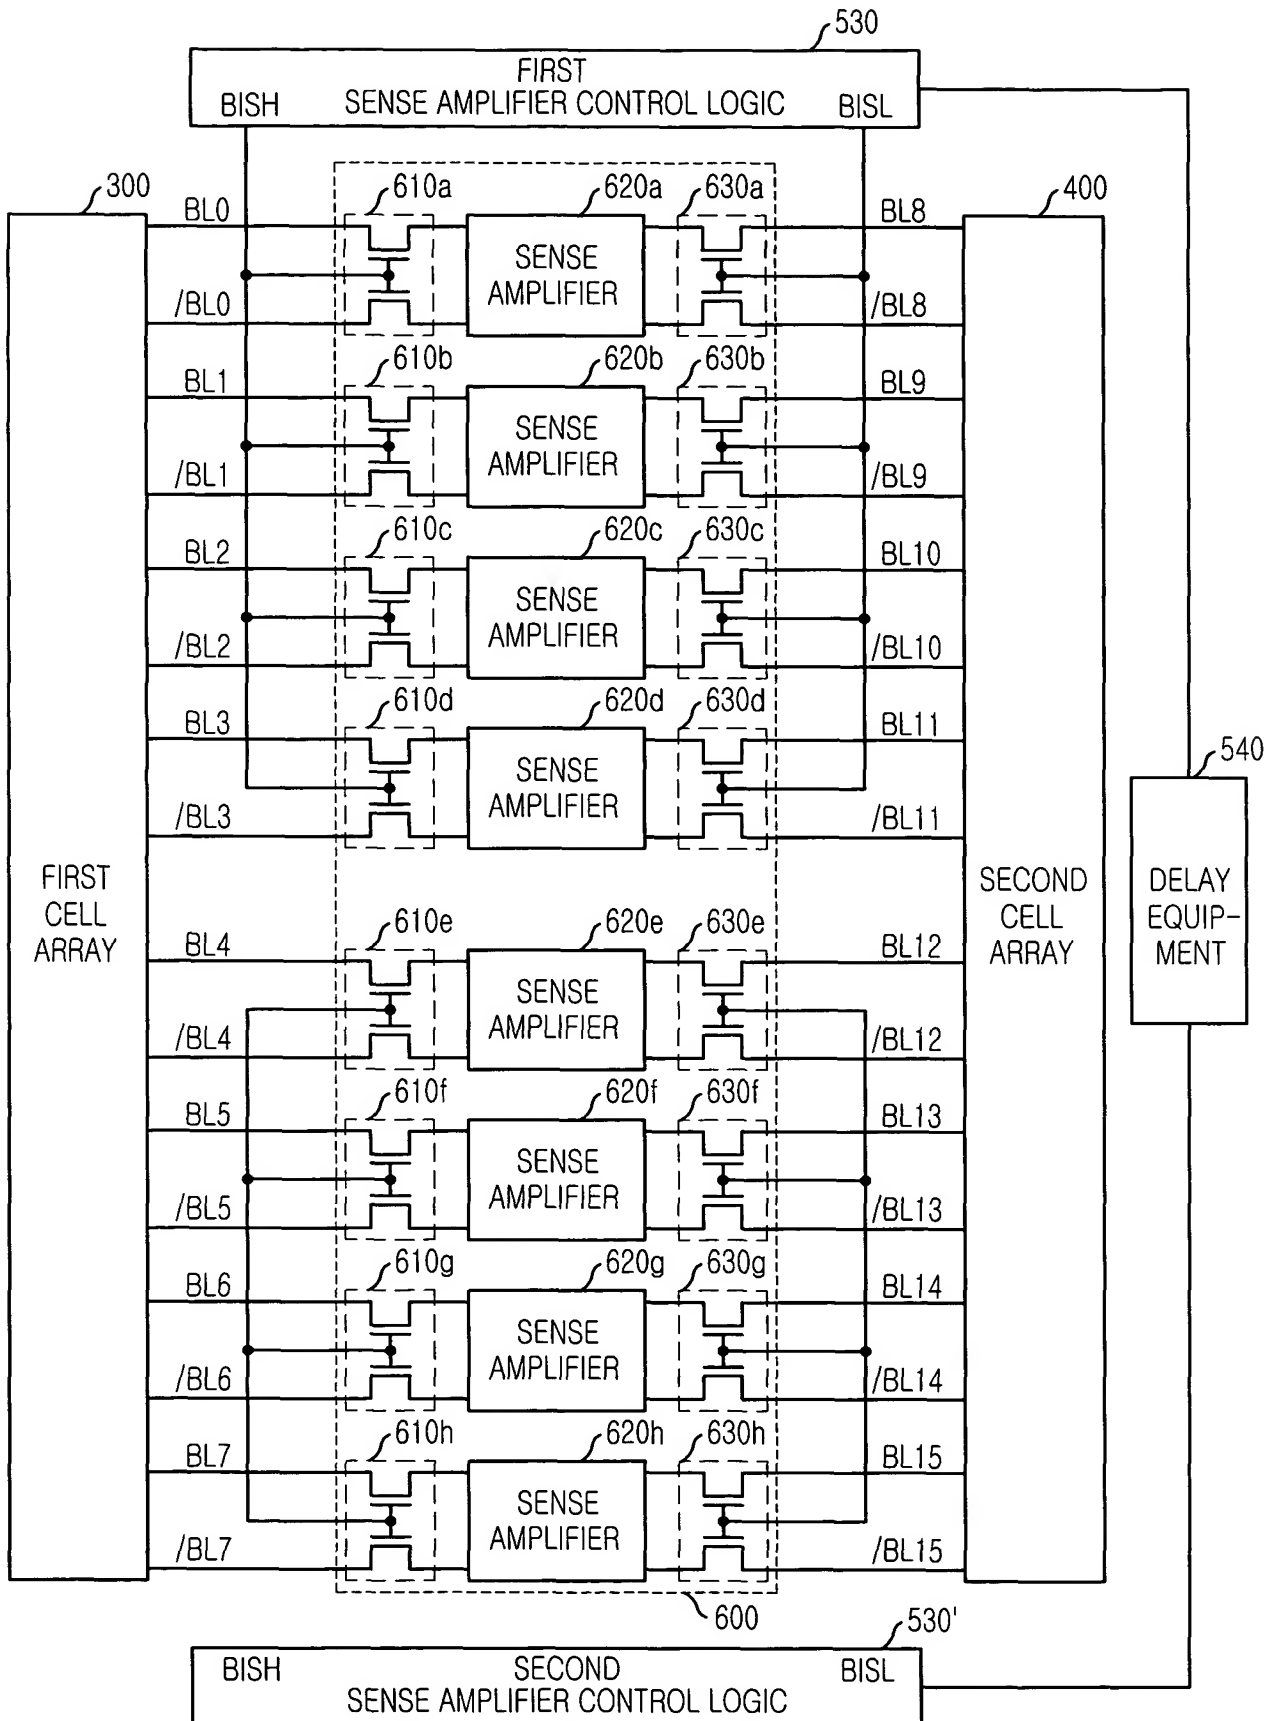 530
FIRST
BISH SENSE AMPLIFIER CONTROL LOGIC BISL
300 610a 620a 630a 400
BL0 BL8
SENSE
AMPLIFIER
/BL0 /BL8
610b 620b 630b
BL1 BL9
SENSE
AMPLIFIER
/BL1 /BL9
610c 620c 630c
BL2 BL10
SENSE
AMPLIFIER
/BL2 /BL10
610d 620d 630d
BL3 BL11
540
SENSE
AMPLIFIER
/BL3 /BL11
FIRST
CELL
ARRAY
SECOND
CELL
ARRAY
DELAY
EQUIP-
MENT
610e 620e 630e
BL4 BL12
SENSE
AMPLIFIER
/BL4 /BL12
610f 620f 630f
BL5 BL13
SENSE
AMPLIFIER
/BL5 /BL13
610g 620g 630g
BL6 BL14
SENSE
AMPLIFIER
/BL6 /BL14
610h 620h 630h
BL7 BL15
SENSE
AMPLIFIER
/BL7 /BL15
600
530'
BISH SECOND BISL
SENSE AMPLIFIER CONTROL LOGIC